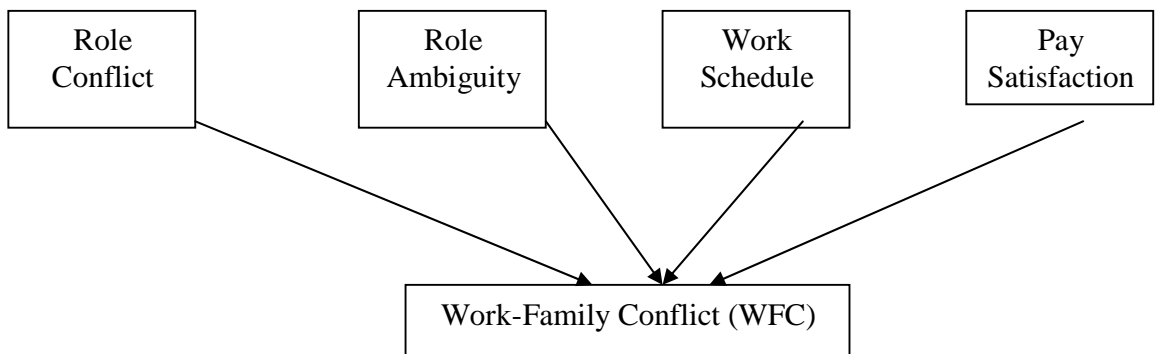 Role
Conflict
Role
Ambiguity
Work
Schedule
Pay
Satisfaction
Work-Family Conflict (WFC)